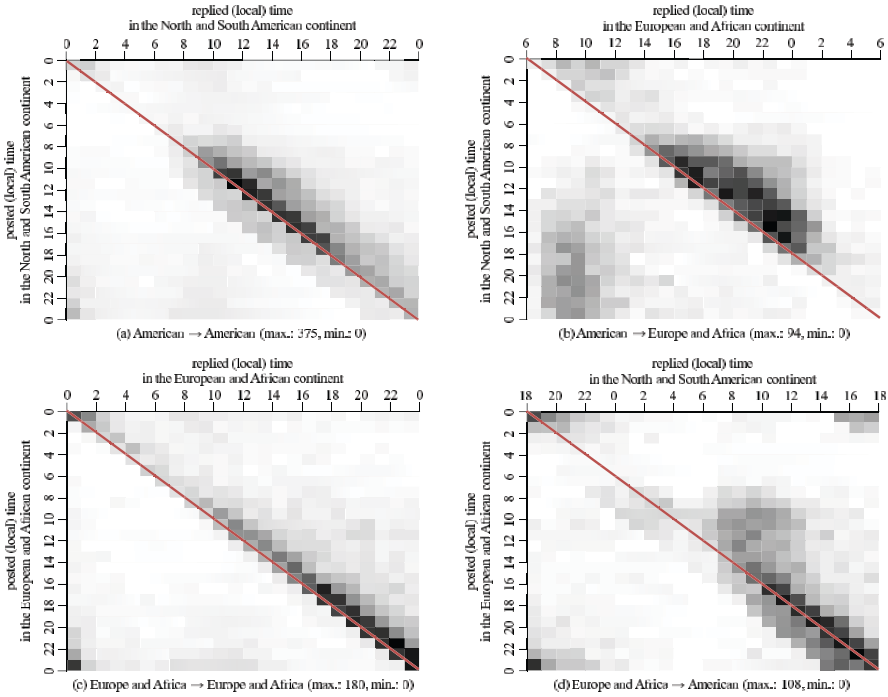 replied (local) time
in the North and South American continent
0 2 4 6 8 10 12 14 16 18 20 22 0
posted (local) time
in the North and South American continent
0 2 4 6 8 10 12 14 16 18 20 22 0
(a) American → American (max.: 375, min.: 0)
replied (local) time
in the European and African continent
6 8 10 12 14 16 18 20 22 0 2 4 6
posted (local) time
in the North and South American continent
0 2 4 6 8 10 12 14 16 18 20 22 0
(b) American → Europe and Africa (max.: 94, min.: 0)
replied (local) time
in the European and African continent
0 2 4 6 8 10 12 14 16 18 20 22 0
posted (local) time
in the European and African continent
0 2 4 6 8 10 12 14 16 18 20 22 0
(c) Europe and Africa → Europe and Africa (max.: 180, min.: 0)
replied (local) time
in the North and South American continent
18 20 22 0 2 4 6 8 10 12 14 16 18
posted (local) time
in the European and African continent
0 2 4 6 8 10 12 14 16 18 20 22 0
(d) Europe and Africa → American (max.: 108, min.: 0)